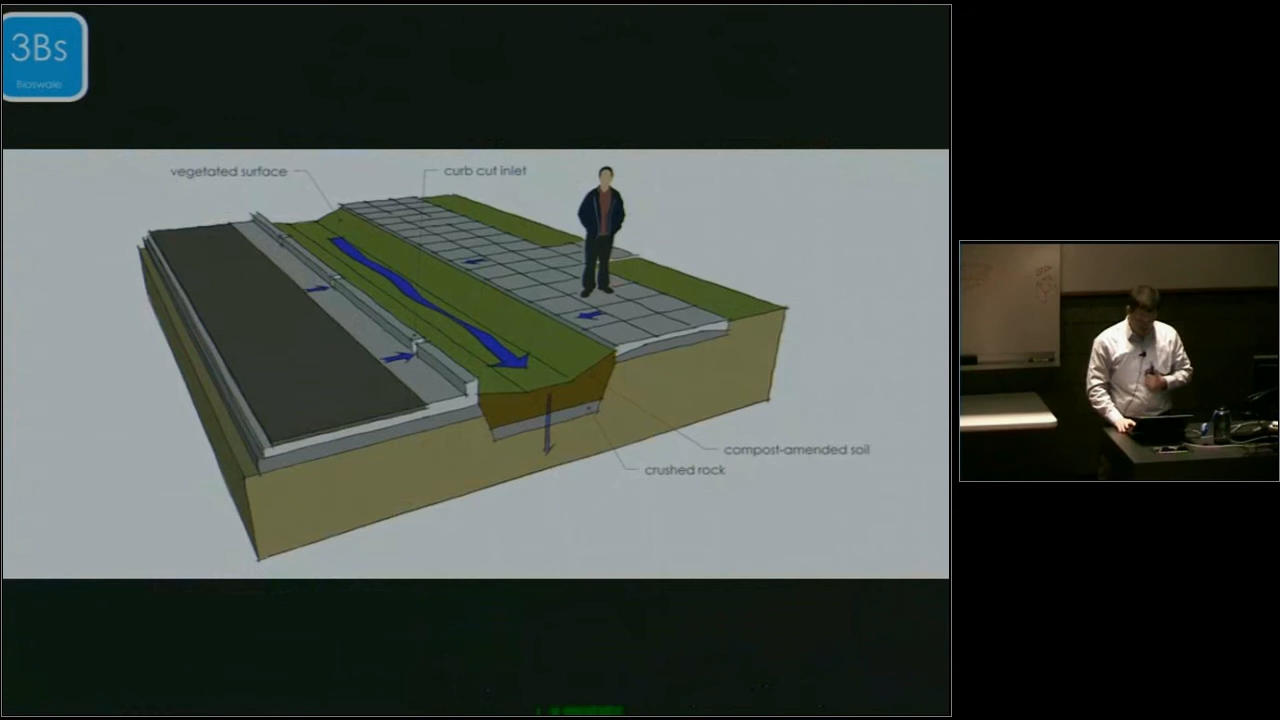 3Bs
Bioswale
vegetated surface
curb cut inlet
compost-amended soil
crushed rock